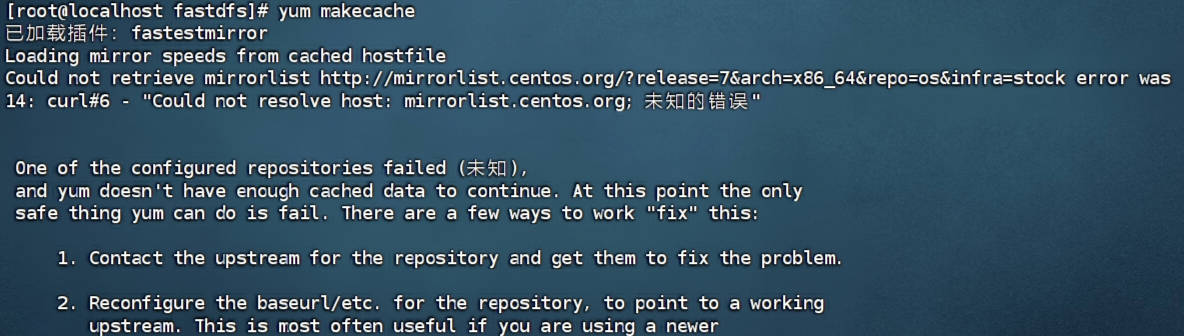 [root@localhost fastdfs]# yum makecache
已加载插件：fastestmirror
Loading mirror speeds from cached hostfile
Could not retrieve mirrorlist http://mirrorlist.centos.org/?release=7&arch=x86_64&repo=os&infra=stock error was
14: curl#6 - "Could not resolve host: mirrorlist.centos.org; 未知的错误"
One of the configured repositories failed (未知),
and yum doesn't have enough cached data to continue. At this point the only
safe thing yum can do is fail. There are a few ways to work "fix" this:
1. Contact the upstream for the repository and get them to fix the problem.
2. Reconfigure the baseurl/etc. for the repository, to point to a working
upstream. This is most often useful if you are using a newer